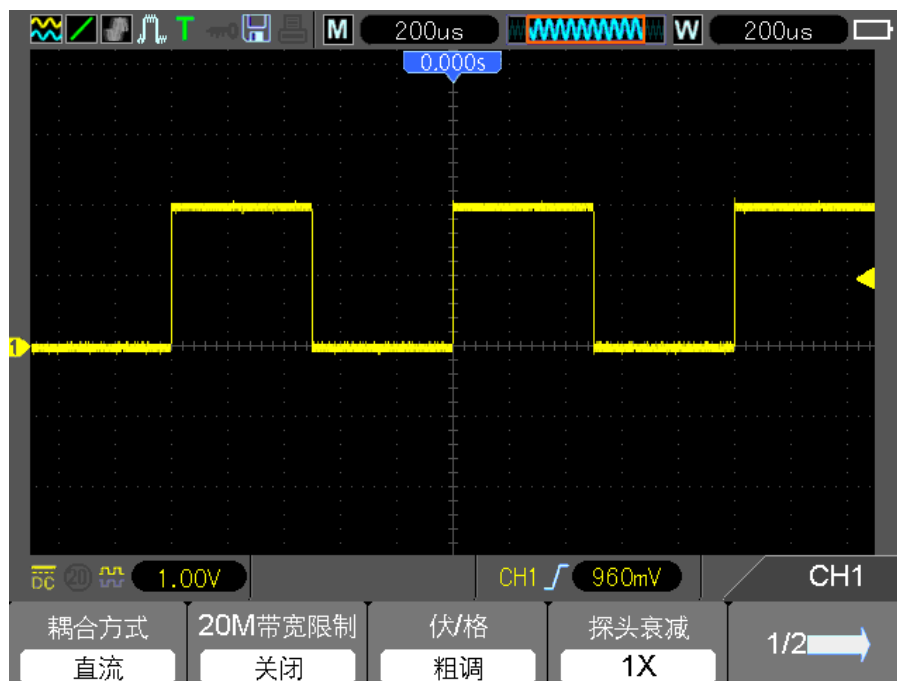 T M 200us W 200us
0.000s
1
DC 20 1.00V CH1 960mV CH1
耦合方式 20M带宽限制 伏/格 探头衰减 1/2
直流 关闭 粗调 1X